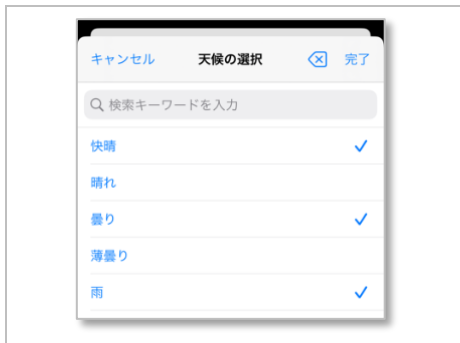 キャンセル 天候の選択 完了
検索キーワードを入力
快晴
晴れ
曇り
薄曇り
雨